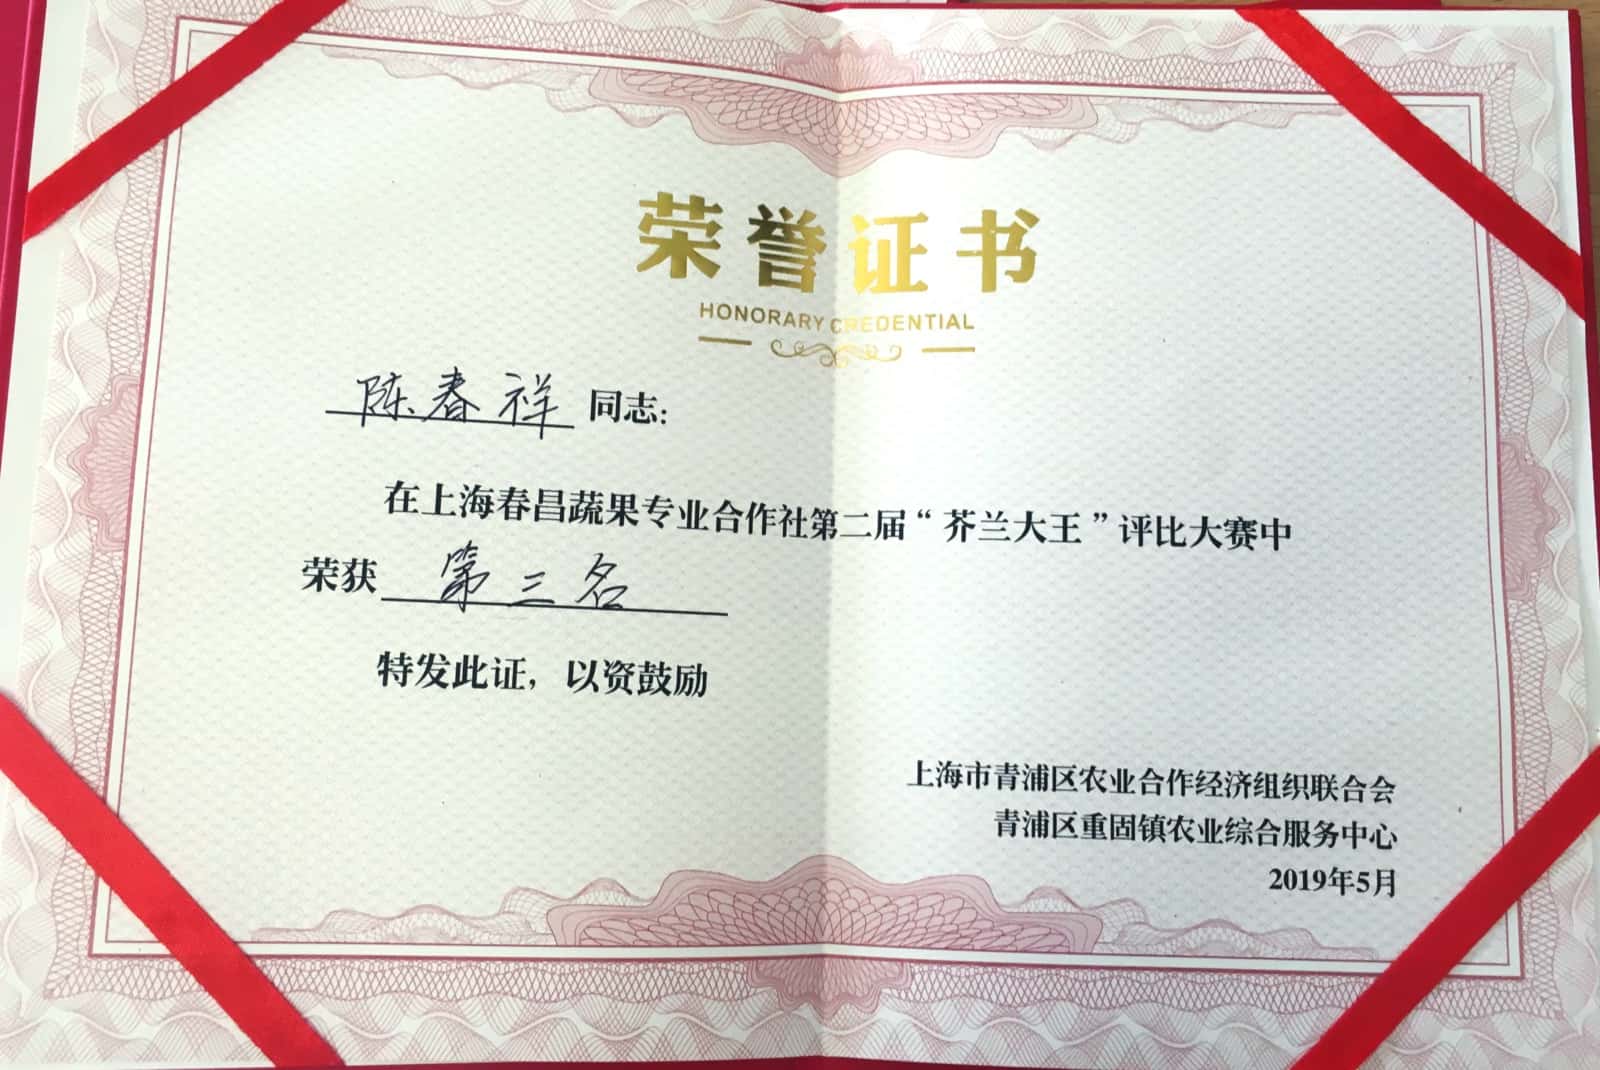 荣誉证书
HONORARY CREDENTIAL
陈春祥 同志：
在上海春昌蔬果专业合作社第二届“芥兰大王”评比大赛中
荣获 第三名
特发此证，以资鼓励
上海市青浦区农业合作经济组织联合会
青浦区重固镇农业综合服务中心
2019年5月